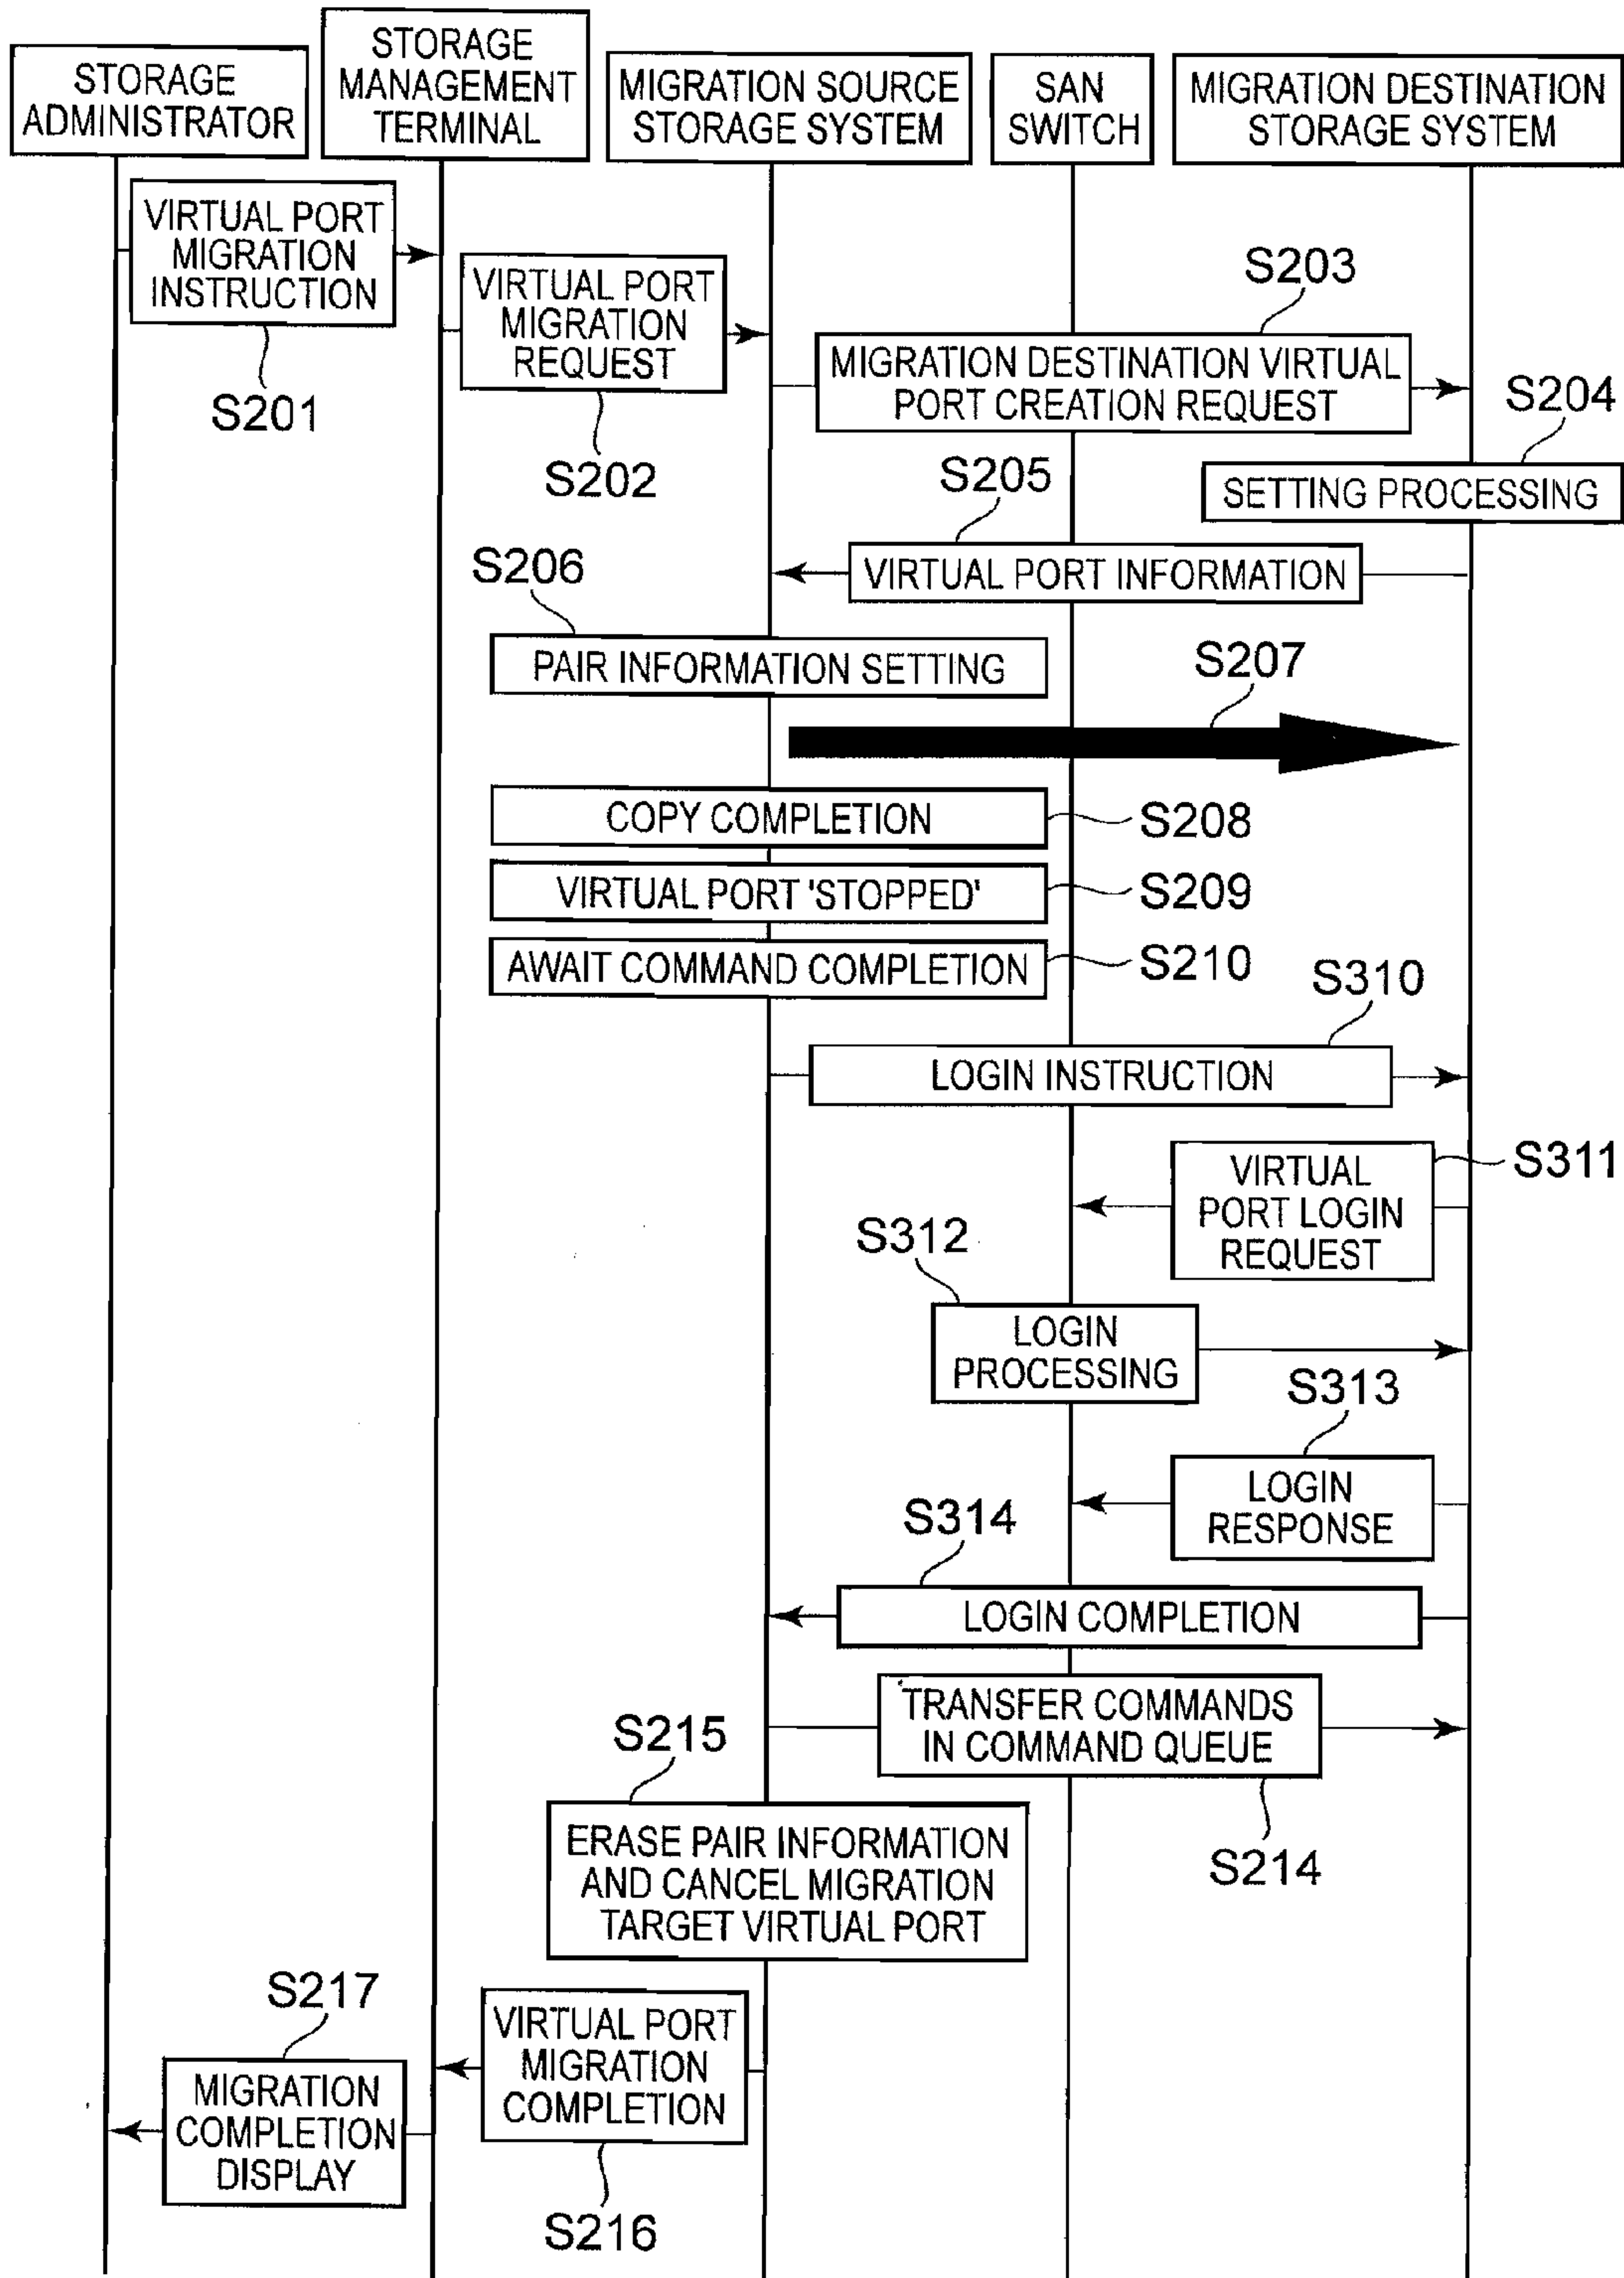 STORAGE
ADMINISTRATOR
STORAGE
MANAGEMENT
TERMINAL
MIGRATION SOURCE
STORAGE SYSTEM
SAN
SWITCH
MIGRATION DESTINATION
STORAGE SYSTEM
VIRTUAL PORT
MIGRATION
INSTRUCTION
S201
VIRTUAL PORT
MIGRATION
REQUEST
S202
S203
MIGRATION DESTINATION VIRTUAL
PORT CREATION REQUEST
S204
SETTING PROCESSING
S205
VIRTUAL PORT INFORMATION
S206
PAIR INFORMATION SETTING
S207
COPY COMPLETION
S208
VIRTUAL PORT 'STOPPED'
S209
AWAIT COMMAND COMPLETION
S210
S310
LOGIN INSTRUCTION
S311
VIRTUAL
PORT LOGIN
REQUEST
S312
LOGIN
PROCESSING
S313
LOGIN
RESPONSE
S314
LOGIN COMPLETION
TRANSFER COMMANDS
IN COMMAND QUEUE
S214
S215
ERASE PAIR INFORMATION
AND CANCEL MIGRATION
TARGET VIRTUAL PORT
VIRTUAL PORT
MIGRATION
COMPLETION
S216
S217
MIGRATION
COMPLETION
DISPLAY